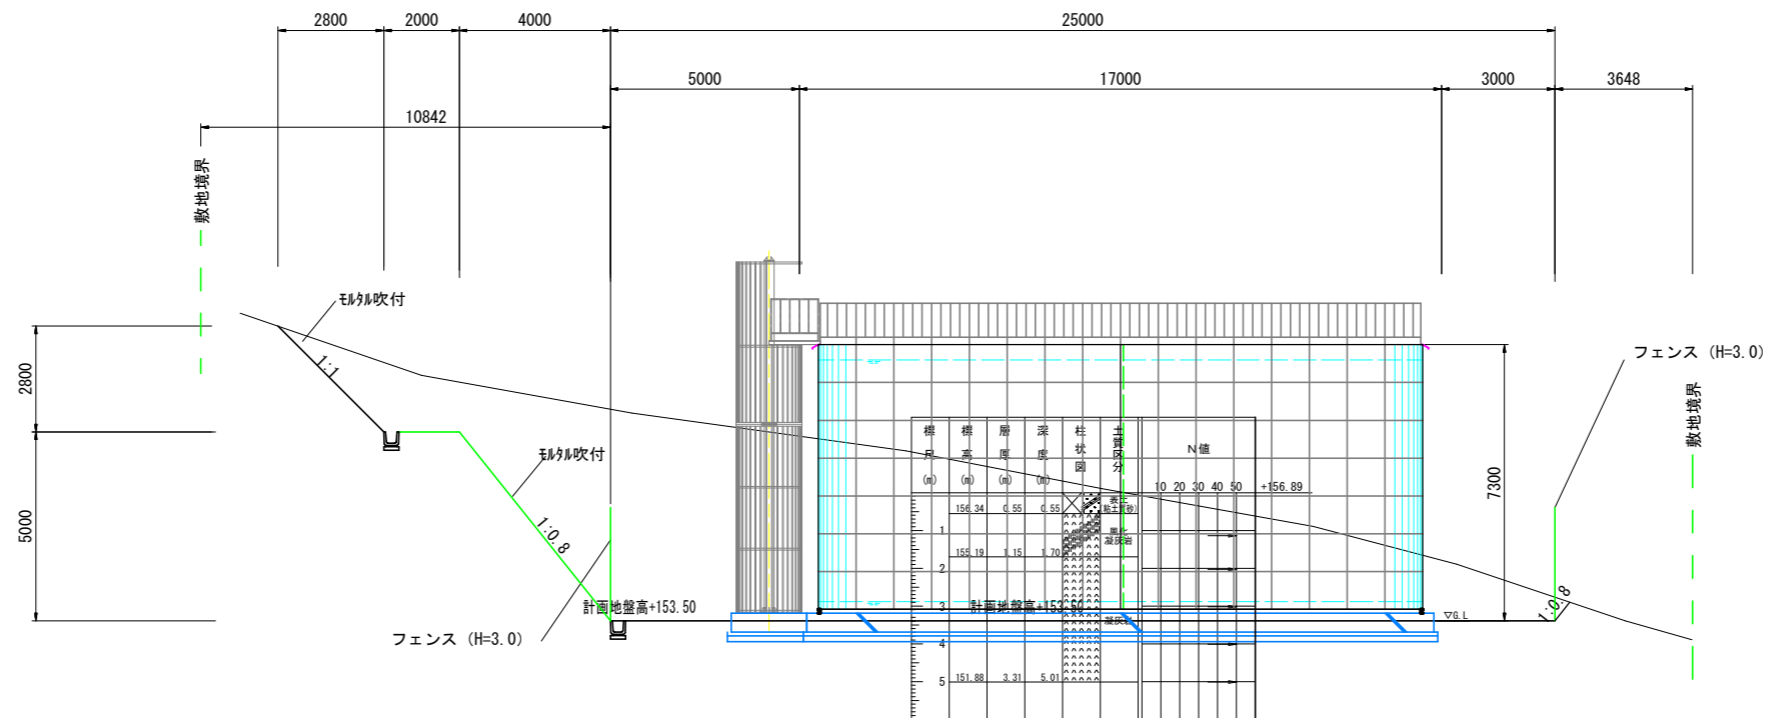 2800 2000 4000 25000
5000 17000 3000 3648
10842
敷地境界
ﾓﾙﾀﾙ吹付
1:1
2800
ﾓﾙﾀﾙ吹付
1:0.8
5000
フェンス (H=3.0)
敷地境界
7300
標尺(m) 標高(m) 層厚(m) 深度(m) 柱状図 土質区分 N値
10 20 30 40 50 +156.89
156.34 0.55 0.55 表土
1
凝灰岩
155.19 1.15 1.70
2
3
計画地盤高+153.50 計画地盤高+153.50
1:0.8
▽G.L
フェンス (H=3.0)
4
151.88 3.31 5.01
5